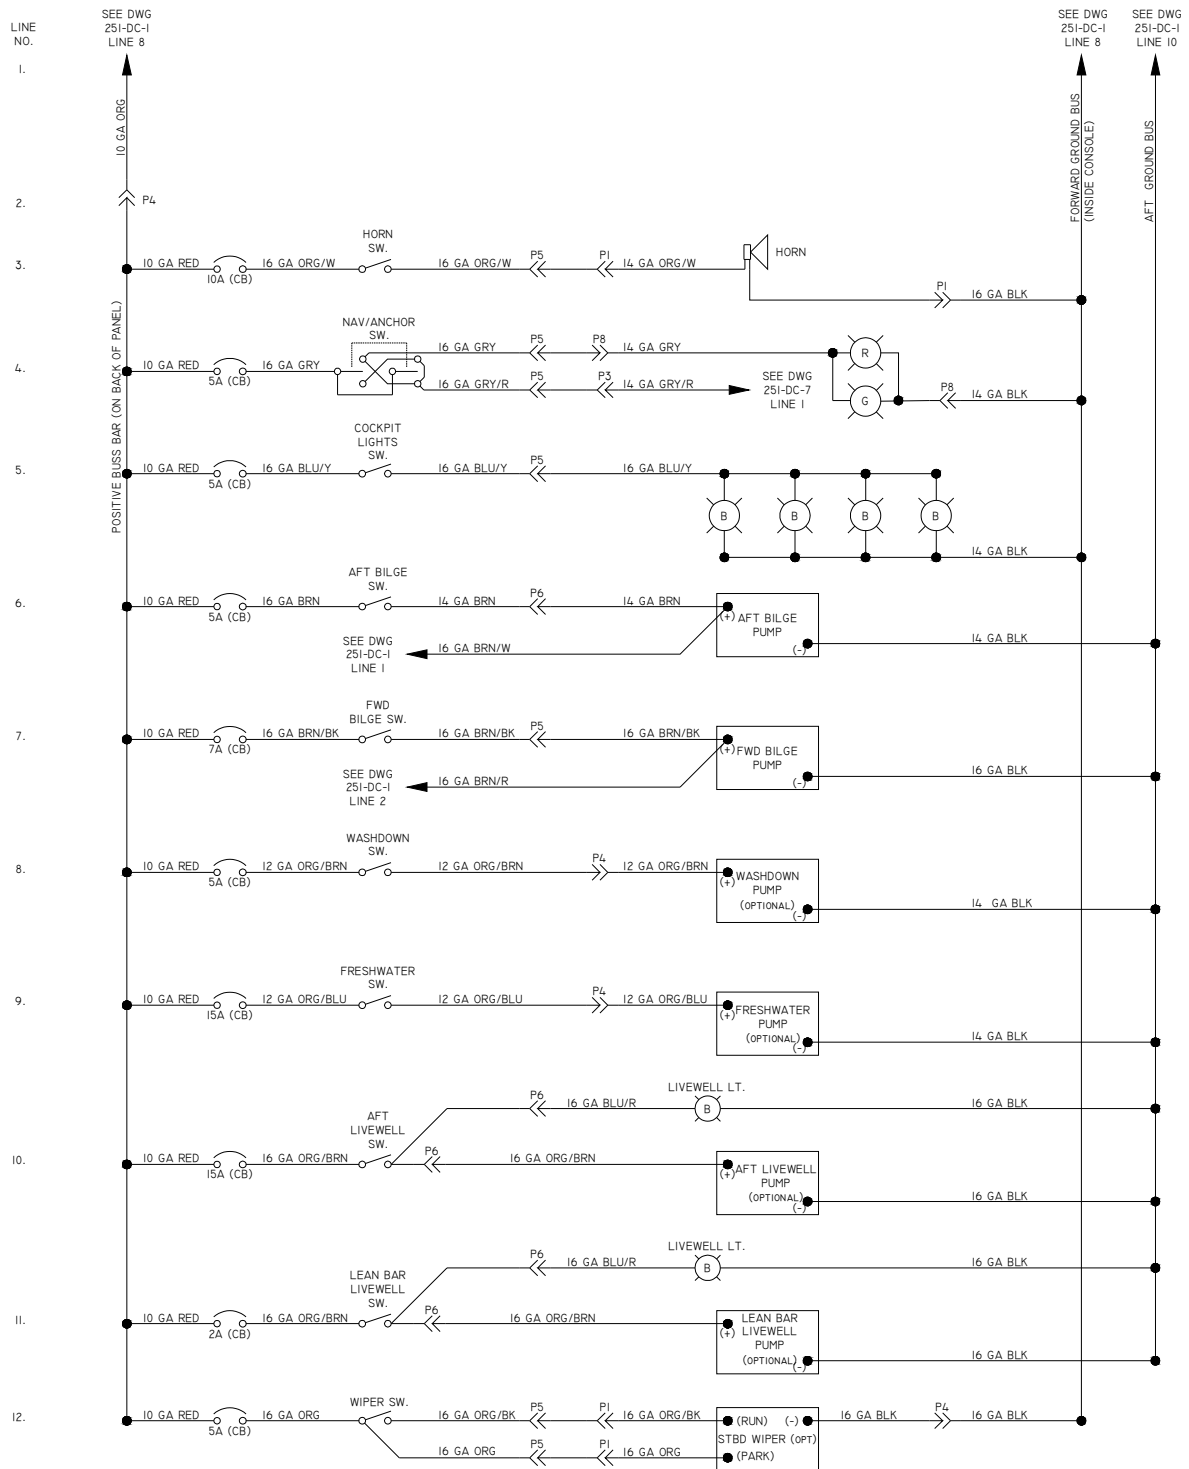 LINE
NO.
SEE DWG
251-DC-1
LINE 8
SEE DWG
251-DC-1
LINE 8
SEE DWG
251-DC-1
LINE 10
1.
10 GA ORG
FORWARD GROUND BUS
(INSIDE CONSOLE)
AFT GROUND BUS
2.
P4
POSITIVE BUSS BAR (ON BACK OF PANEL)
HORN
SW.
3.
10 GA RED
10A (CB)
16 GA ORG/W
16 GA ORG/W
P5
P1
14 GA ORG/W
HORN
P1
16 GA BLK
NAV/ANCHOR
SW.
4.
10 GA RED
5A (CB)
16 GA GRY
16 GA GRY
P5
P8
14 GA GRY
R
16 GA GRY/R
P5
P3
14 GA GRY/R
SEE DWG
251-DC-7
LINE 1
G
P8
14 GA BLK
COCKPIT
LIGHTS
SW.
5.
10 GA RED
5A (CB)
16 GA BLU/Y
16 GA BLU/Y
P5
16 GA BLU/Y
B
B
B
B
14 GA BLK
AFT BILGE
SW.
6.
10 GA RED
5A (CB)
16 GA BRN
14 GA BRN
P6
14 GA BRN
(+)
AFT BILGE
PUMP
(-)
14 GA BLK
SEE DWG
251-DC-1
LINE 1
16 GA BRN/W
FWD
BILGE SW.
7.
10 GA RED
7A (CB)
16 GA BRN/BK
16 GA BRN/BK
P5
16 GA BRN/BK
(+)
FWD BILGE
PUMP
(-)
16 GA BLK
SEE DWG
251-DC-1
LINE 2
16 GA BRN/R
WASHDOWN
SW.
8.
10 GA RED
5A (CB)
12 GA ORG/BRN
12 GA ORG/BRN
P4
12 GA ORG/BRN
(+)
WASHDOWN
PUMP
(OPTIONAL)
(-)
14 GA BLK
FRESHWATER
SW.
9.
10 GA RED
15A (CB)
12 GA ORG/BLU
12 GA ORG/BLU
P4
12 GA ORG/BLU
(+)
FRESHWATER
PUMP
(OPTIONAL)
(-)
14 GA BLK
LIVEWELL LT.
P6
16 GA BLU/R
B
16 GA BLK
AFT
LIVEWELL
SW.
10.
10 GA RED
15A (CB)
16 GA ORG/BRN
P6
16 GA ORG/BRN
(+)
AFT LIVEWELL
PUMP
(OPTIONAL)
(-)
16 GA BLK
LIVEWELL LT.
P6
16 GA BLU/R
B
16 GA BLK
LEAN BAR
LIVEWELL
SW.
11.
10 GA RED
2A (CB)
16 GA ORG/BRN
P6
16 GA ORG/BRN
(+)
LEAN BAR
LIVEWELL
PUMP
(OPTIONAL)
(-)
16 GA BLK
WIPER SW.
12.
10 GA RED
5A (CB)
16 GA ORG
16 GA ORG/BK
P5
P1
16 GA ORG/BK
(RUN)
(-)
16 GA BLK
P4
16 GA BLK
STBD WIPER (OPT)
16 GA ORG
P5
P1
16 GA ORG
(PARK)